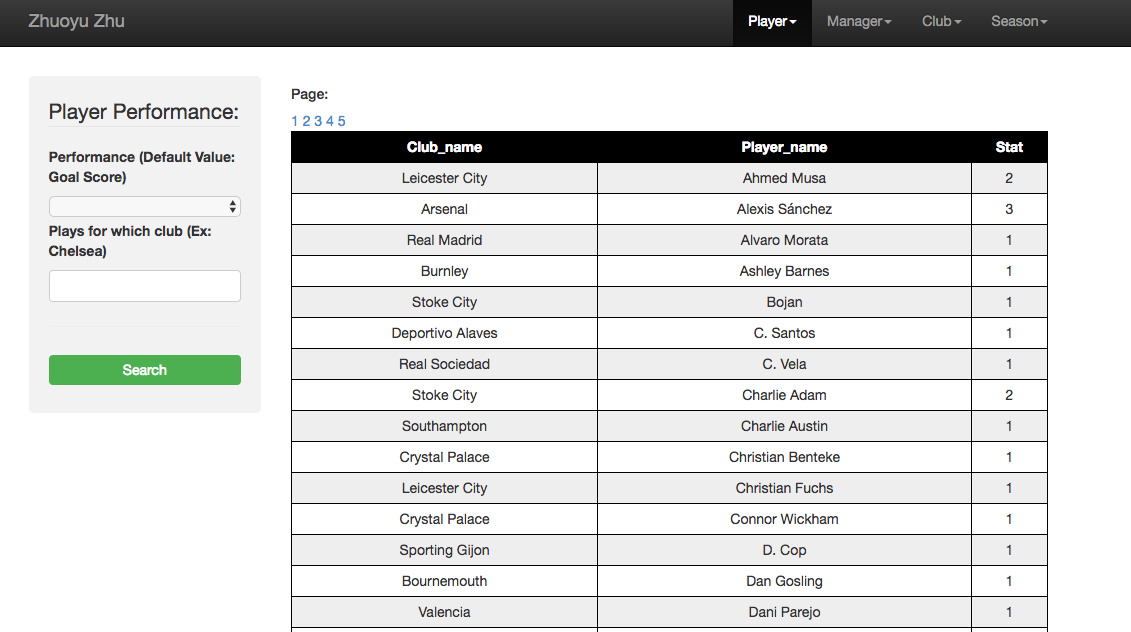 Zhuoyu Zhu
Player Manager Club Season
Player Performance:
Performance (Default Value:
Goal Score)
Plays for which club (Ex:
Chelsea)
Search
Page:
1 2 3 4 5
Club_name Player_name Stat
Leicester City Ahmed Musa 2
Arsenal Alexis Sánchez 3
Real Madrid Alvaro Morata 1
Burnley Ashley Barnes 1
Stoke City Bojan 1
Deportivo Alaves C. Santos 1
Real Sociedad C. Vela 1
Stoke City Charlie Adam 2
Southampton Charlie Austin 1
Crystal Palace Christian Benteke 1
Leicester City Christian Fuchs 1
Crystal Palace Connor Wickham 1
Sporting Gijon D. Cop 1
Bournemouth Dan Gosling 1
Valencia Dani Parejo 1